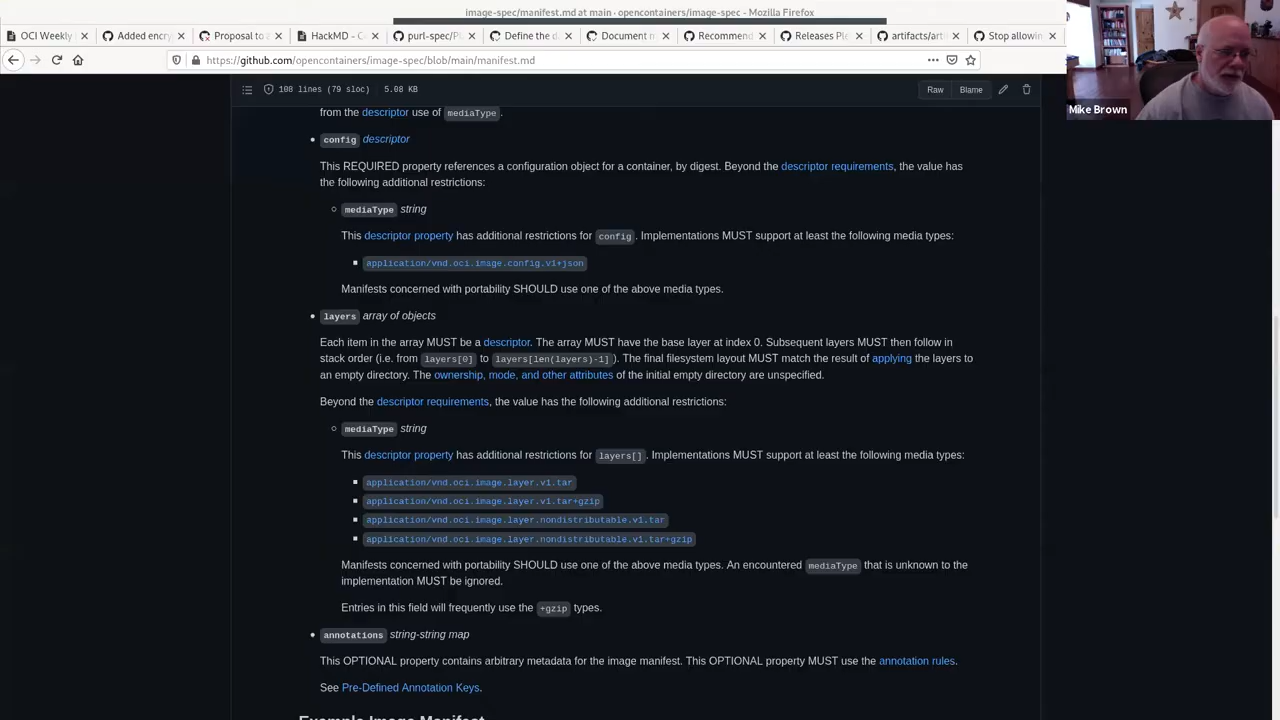 image-spec/manifest.md at main · opencontainers/image-spec - Mozilla Firefox
OCI Weekly
Added encry
Proposal to a
HackMD - C
purl-spec/P
Define the d
Document m
Recommend
Releases Ple
artifacts/arti
Stop allowing
https://github.com/opencontainers/image-spec/blob/main/manifest.md
108 lines (79 sloc) 5.08 KB
Raw Blame
from the descriptor use of mediaType.
config descriptor
This REQUIRED property references a configuration object for a container, by digest. Beyond the descriptor requirements, the value has
the following additional restrictions:
mediaType string
This descriptor property has additional restrictions for config. Implementations MUST support at least the following media types:
application/vnd.oci.image.config.v1+json
Manifests concerned with portability SHOULD use one of the above media types.
layers array of objects
Each item in the array MUST be a descriptor. The array MUST have the base layer at index 0. Subsequent layers MUST then follow in
stack order (i.e. from layers[0] to layers[len(layers)-1]). The final filesystem layout MUST match the result of applying the layers to
an empty directory. The ownership, mode, and other attributes of the initial empty directory are unspecified.
Beyond the descriptor requirements, the value has the following additional restrictions:
mediaType string
This descriptor property has additional restrictions for layers[]. Implementations MUST support at least the following media types:
application/vnd.oci.image.layer.v1.tar
application/vnd.oci.image.layer.v1.tar+gzip
application/vnd.oci.image.layer.nondistributable.v1.tar
application/vnd.oci.image.layer.nondistributable.v1.tar+gzip
Manifests concerned with portability SHOULD use one of the above media types. An encountered mediaType that is unknown to the
implementation MUST be ignored.
Entries in this field will frequently use the +gzip types.
annotations string-string map
This OPTIONAL property contains arbitrary metadata for the image manifest. This OPTIONAL property MUST use the annotation rules.
See Pre-Defined Annotation Keys.
Example Image Manifest
Mike Brown